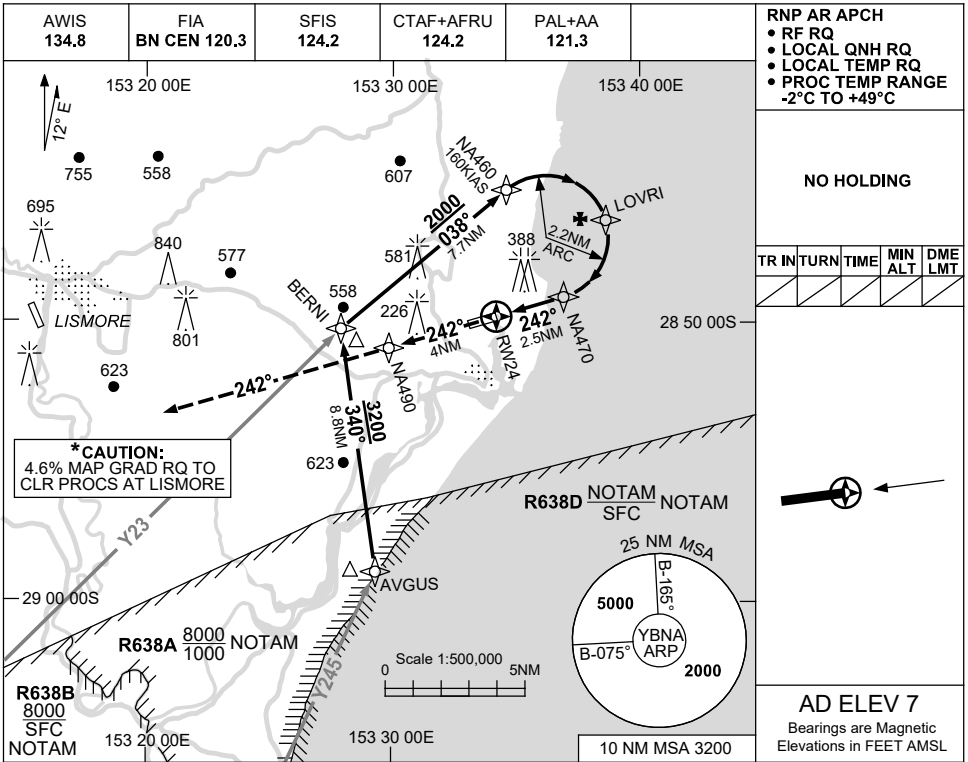 AWIS
134.8
FIA
BN CEN 120.3
SFIS
124.2
CTAF+AFRU
124.2
PAL+AA
121.3
RNP AR APCH
• RF RQ
• LOCAL QNH RQ
• LOCAL TEMP RQ
• PROC TEMP RANGE
-2°C TO +49°C
NO HOLDING
TR IN
TURN
TIME
MIN
ALT
DME
LMT
153 20 00E
153 30 00E
153 40 00E
12° E
755
558
607
NA460
160KIAS
LOVRI
695
840
577
581
388
2000
038°
7.7NM
2.2NM
ARC
LISMORE
801
BERNI
558
226
242°
4NM
RW24
242°
2.5NM
NA470
28 50 00S
NA490
242°
623
3200
340°
8.8NM
623
*CAUTION:
4.6% MAP GRAD RQ TO
CLR PROCS AT LISMORE
Y23
R638D NOTAM
SFC
NOTAM
AVGUS
29 00 00S
R638A 8000
1000
NOTAM
Y245
R638B
8000
SFC
NOTAM
Scale 1:500,000
0
5NM
25 NM MSA
B-165°
5000
YBNA
ARP
B-075°
2000
153 20 00E
153 30 00E
10 NM MSA 3200
AD ELEV 7
Bearings are Magnetic
Elevations in FEET AMSL